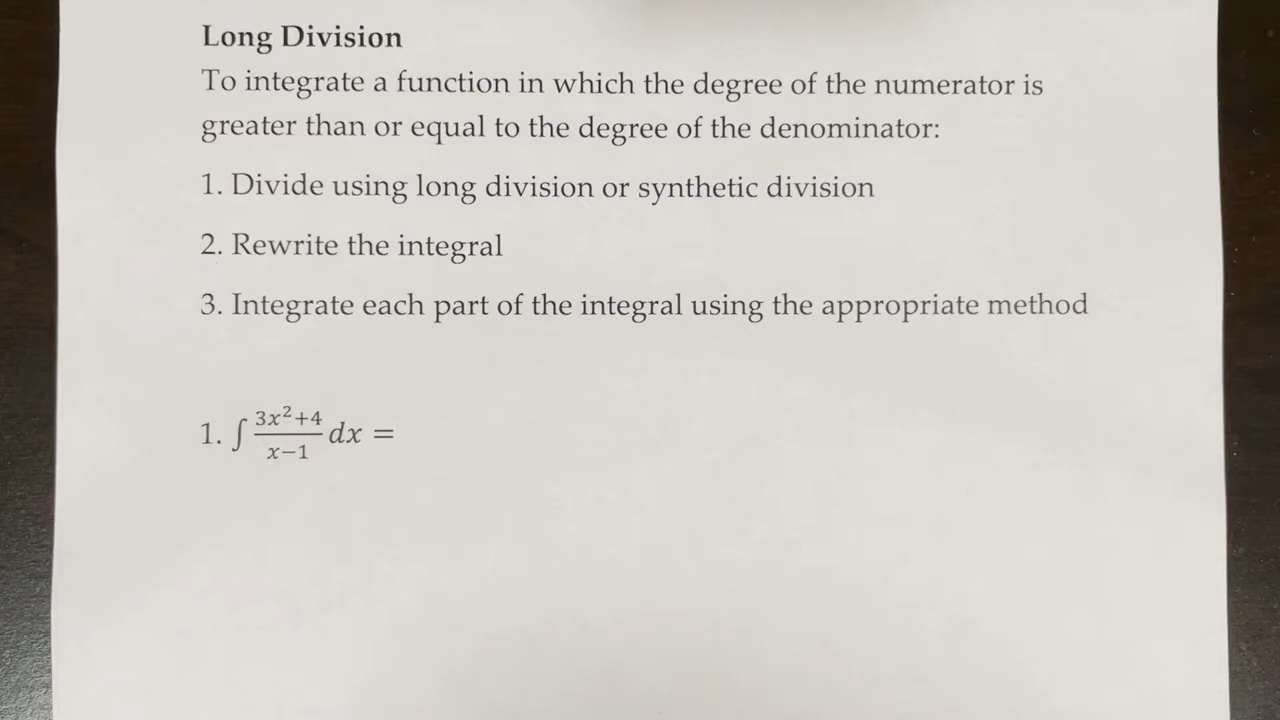 Long Division
To integrate a function in which the degree of the numerator is
greater than or equal to the degree of the denominator:
1. Divide using long division or synthetic division
2. Rewrite the integral
3. Integrate each part of the integral using the appropriate method
1. ∫ (3x²+4)/(x−1) dx =